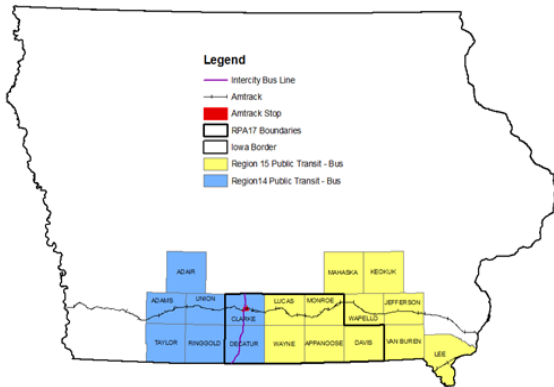 Legend
Intercity Bus Line
Amtrack
Amtrack Stop
RPA17 Boundaries
Iowa Border
Region 15 Public Transit - Bus
Region14 Public Transit - Bus
ADAIR
MAHASKA
KEOKUK
ADAMS
UNION
CLARKE
LUCAS
MONROE
WAPELLO
JEFFERSON
TAYLOR
RINGGOLD
DECATUR
WAYNE
APPANOOSE
DAVIS
VAN BUREN
LEE